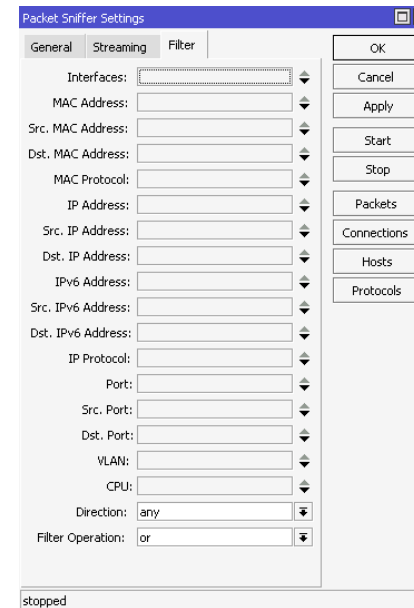 Packet Sniffer Settings
General Streaming Filter
Interfaces:
MAC Address:
Src. MAC Address:
Dst. MAC Address:
MAC Protocol:
IP Address:
Src. IP Address:
Dst. IP Address:
IPv6 Address:
Src. IPv6 Address:
Dst. IPv6 Address:
IP Protocol:
Port:
Src. Port:
Dst. Port:
VLAN:
CPU:
Direction: any
Filter Operation: or
OK
Cancel
Apply
Start
Stop
Packets
Connections
Hosts
Protocols
stopped